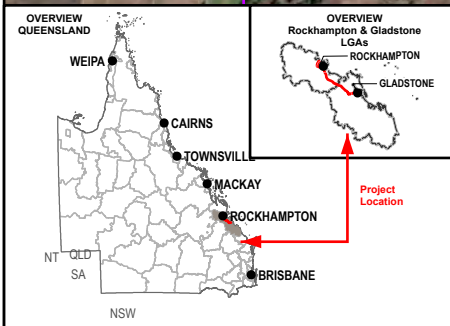 OVERVIEW
QUEENSLAND
WEIPA
CAIRNS
TOWNSVILLE
MACKAY
ROCKHAMPTON
BRISBANE
NT
QLD
SA
NSW
OVERVIEW
Rockhampton & Gladstone
LGAs
ROCKHAMPTON
GLADSTONE
Project
Location